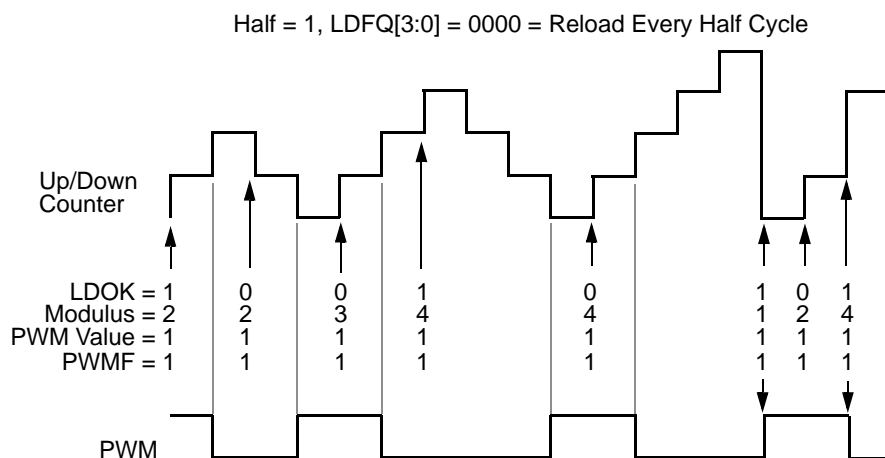 Half = 1, LDFQ[3:0] = 0000 = Reload Every Half Cycle
Up/Down
Counter
LDOK = 1 0 0 1 0 1 0 1
Modulus = 2 2 3 4 4 1 2 4
PWM Value = 1 1 1 1 1 1 1 1
PWMF = 1 1 1 1 1 1 1 1
PWM